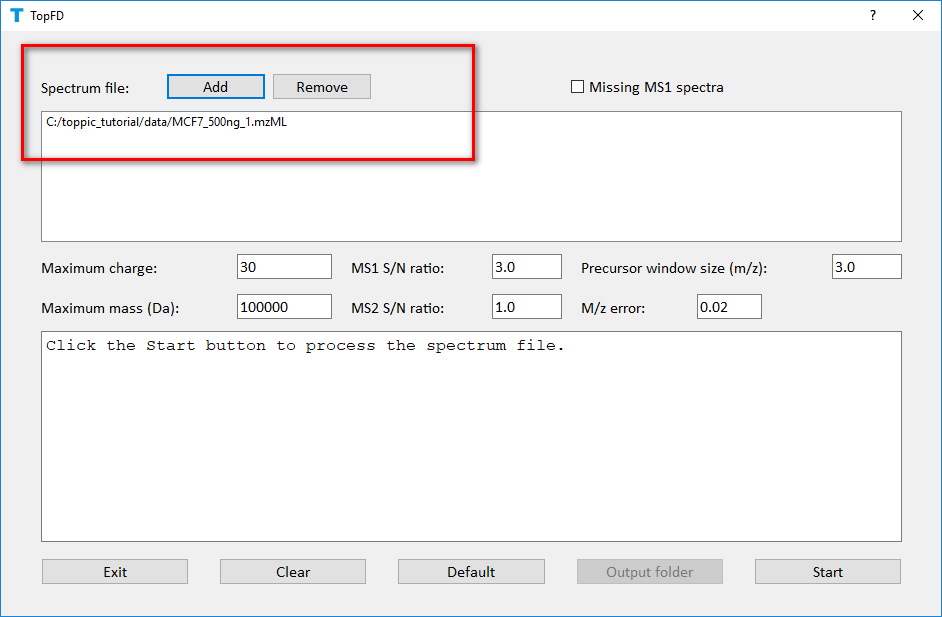 TopFD
?
Spectrum file: Add Remove Missing MS1 spectra
C:/toppic_tutorial/data/MCF7_500ng_1.mzML
Maximum charge: 30 MS1 S/N ratio: 3.0 Precursor window size (m/z): 3.0
Maximum mass (Da): 100000 MS2 S/N ratio: 1.0 M/z error: 0.02
Click the Start button to process the spectrum file.
Exit Clear Default Output folder Start